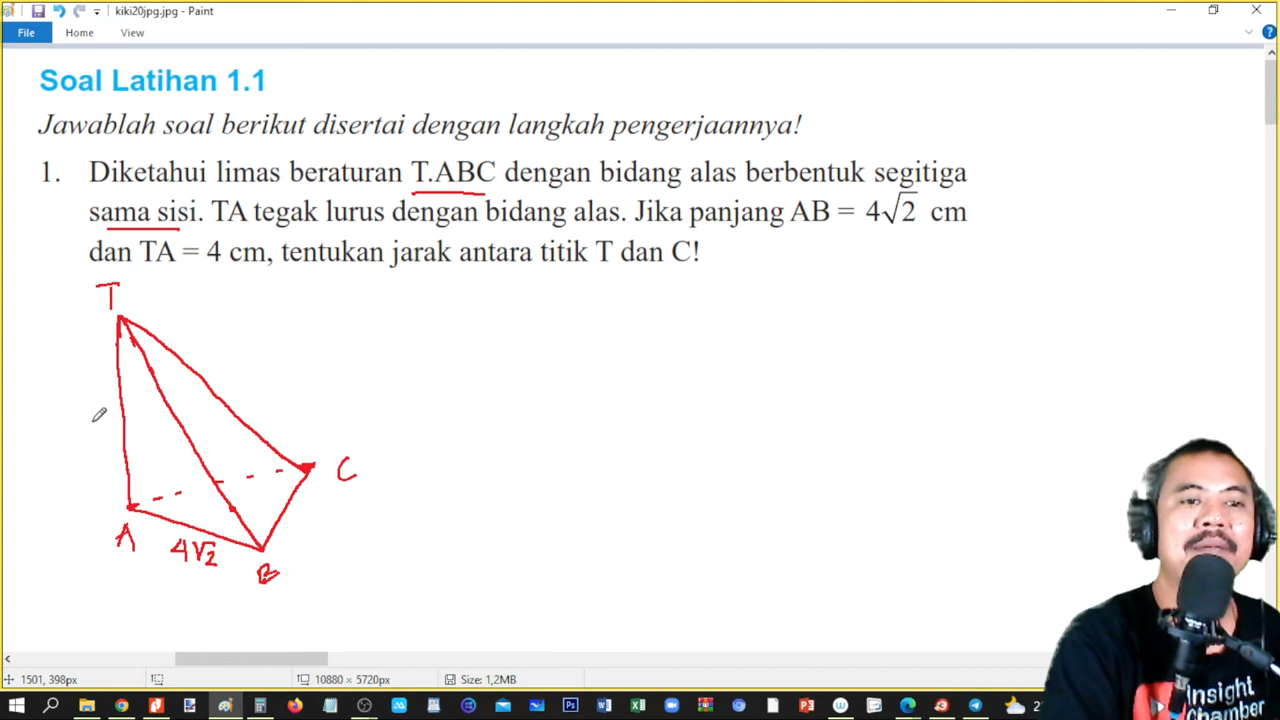 kiki20jpg.jpg - Paint
File Home View
Soal Latihan 1.1
Jawablah soal berikut disertai dengan langkah pengerjaannya!
1. Diketahui limas beraturan T.ABC dengan bidang alas berbentuk segitiga
sama sisi. TA tegak lurus dengan bidang alas. Jika panjang AB = 4√2 cm
dan TA = 4 cm, tentukan jarak antara titik T dan C!
T
C
A
4√2
B
1501, 398px
10880 × 5720px
Size: 1,2MB
Insight
Chamber